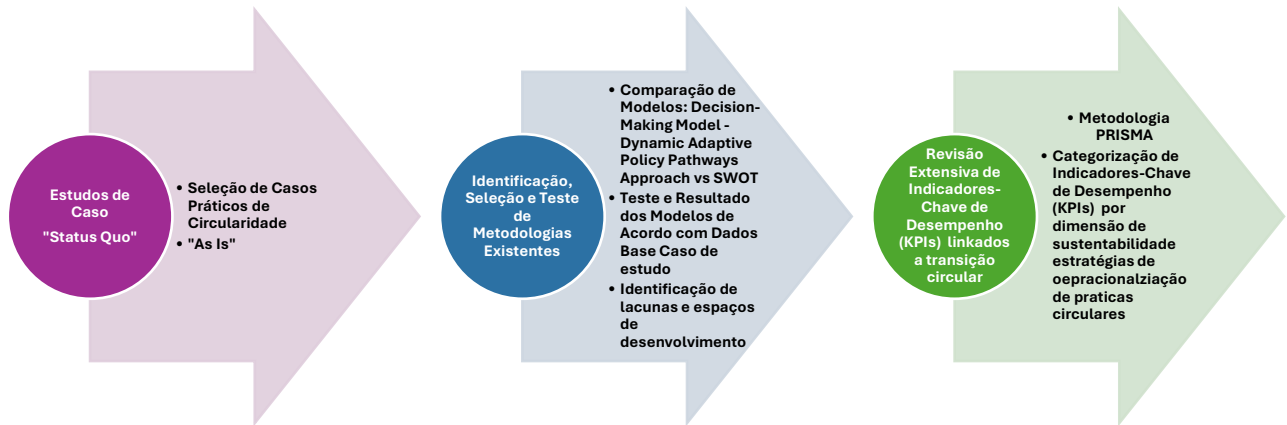 Estudos de
Caso
"Status Quo"
• Seleção de Casos
Práticos de
Circularidade
• "As Is"
Identificação,
Seleção e Teste
de
Metodologias
Existentes
• Comparação de
Modelos: Decision-
Making Model -
Dynamic Adaptive
Policy Pathways
Approach vs SWOT
• Teste e Resultado
dos Modelos de
Acordo com Dados
Base Caso de
estudo
• Identificação de
lacunas e espaços
de
desenvolvimento
Revisão
Extensiva de
Indicadores-
Chave de
Desempenho
(KPIs) linkados
a transição
circular
• Metodologia
PRISMA
• Categorização de
Indicadores-Chave
de Desempenho
(KPIs) por
dimensão de
sustentabilidade
estratégias de
oepracionalziação
de praticas
circulares